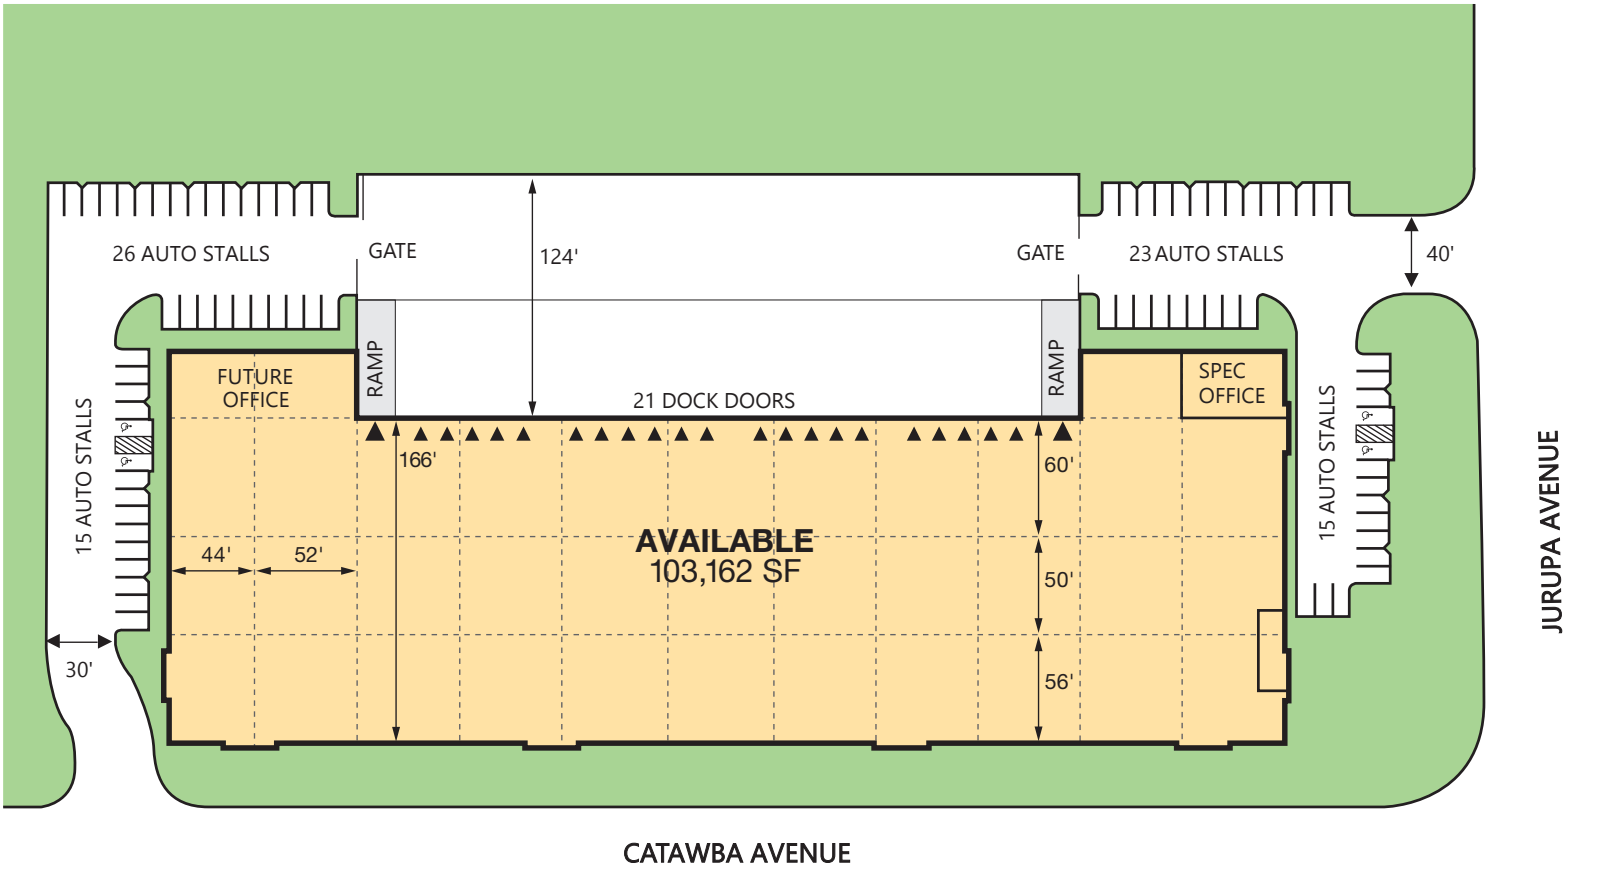 26 AUTO STALLS
GATE
124'
GATE
23 AUTO STALLS
40'
FUTURE
OFFICE
RAMP
21 DOCK DOORS
RAMP
SPEC
OFFICE
15 AUTO STALLS
166'
60'
15 AUTO STALLS
JURUPA AVENUE
44'
52'
AVAILABLE
103,162 SF
50'
30'
56'
CATAWBA AVENUE